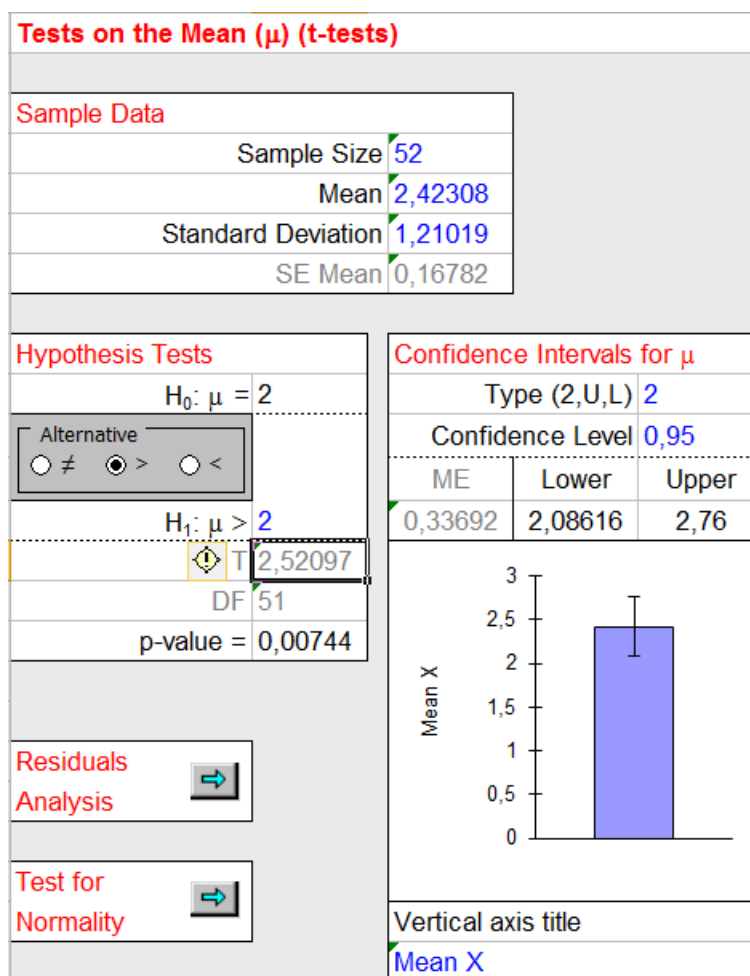 Tests on the Mean (μ) (t-tests)
Sample Data
Sample Size 52
Mean 2,42308
Standard Deviation 1,21019
SE Mean 0,16782
Hypothesis Tests
H₀: μ = 2
Alternative
≠ > <
H₁: μ > 2
T 2,52097
DF 51
p-value = 0,00744
Confidence Intervals for μ
Type (2,U,L) 2
Confidence Level 0,95
ME Lower Upper
0,33692 2,08616 2,76
3
2,5
2
1,5
1
0,5
0
Mean X
Vertical axis title
Mean X
Residuals
Analysis
Test for
Normality